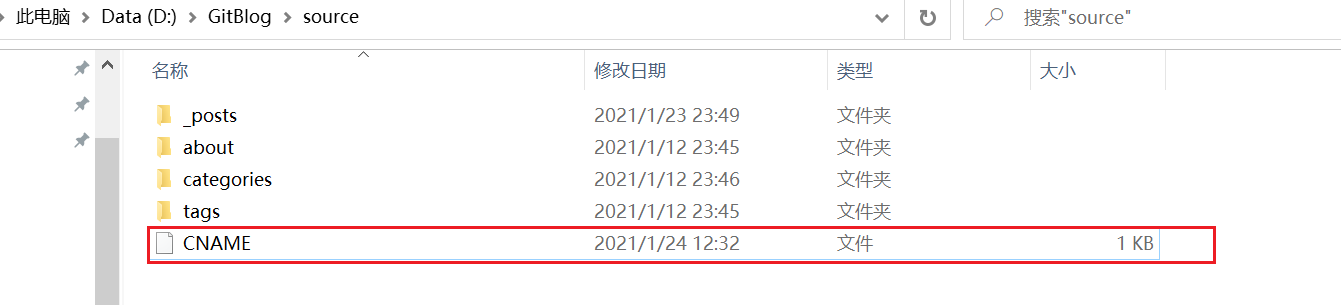 此电脑 > Data (D:) > GitBlog > source 搜索"source"
名称 修改日期 类型 大小
_posts 2021/1/23 23:49 文件夹
about 2021/1/12 23:45 文件夹
categories 2021/1/12 23:46 文件夹
tags 2021/1/12 23:45 文件夹
CNAME 2021/1/24 12:32 文件 1 KB